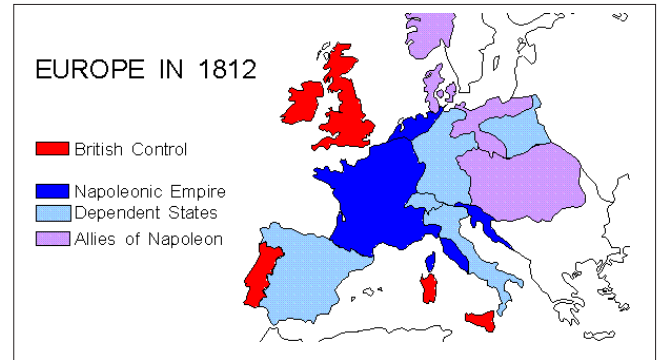 EUROPE IN 1812
British Control
Napoleonic Empire
Dependent States
Allies of Napoleon